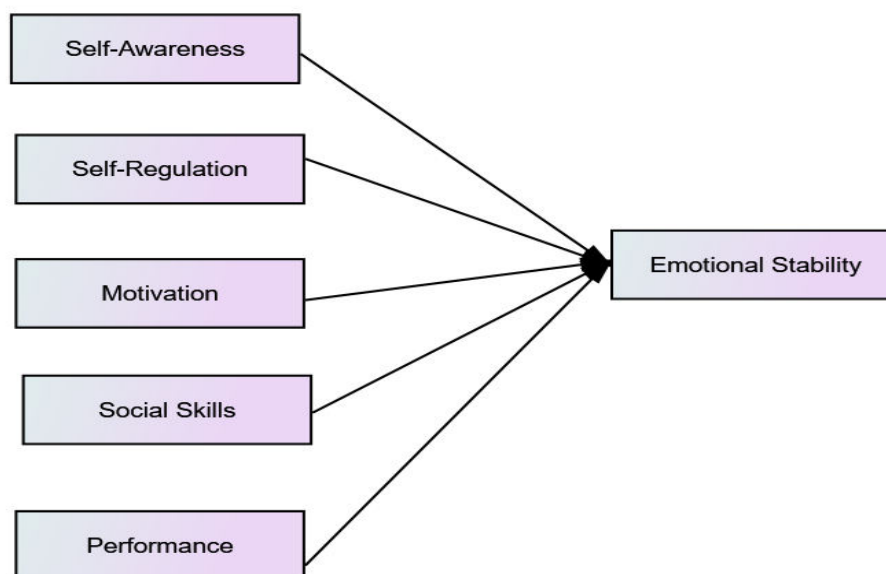 Self-Awareness
Self-Regulation
Motivation
Social Skills
Performance
Emotional Stability